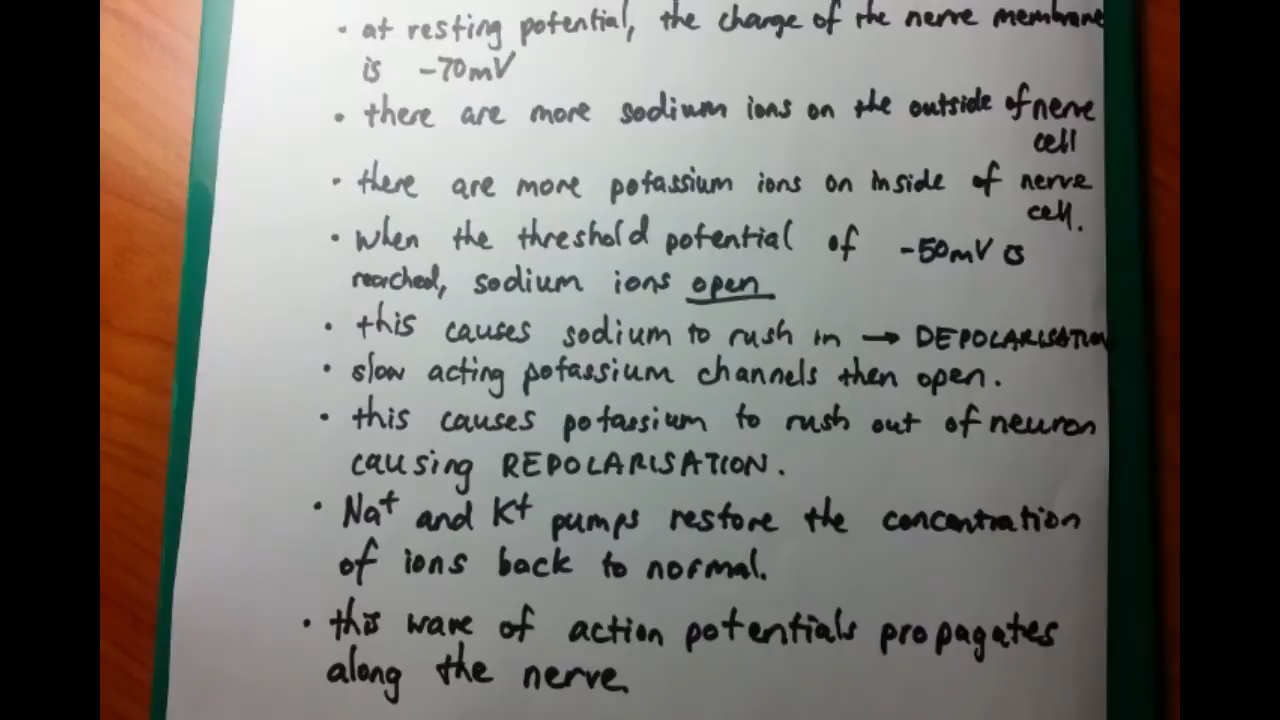 • at resting potential, the charge of the nerve membrane
is -70mV
• there are more sodium ions on the outside of nerve
cell
• there are more potassium ions on inside of nerve
cell.
• when the threshold potential of -50mV is
reached, sodium ions open
• this causes sodium to rush in → DEPOLARISATION
• slow acting potassium channels then open.
• this causes potassium to rush out of neuron
causing REPOLARISATION.
• Na+ and K+ pumps restore the concentration
of ions back to normal.
• this wave of action potentials propagates
along the nerve